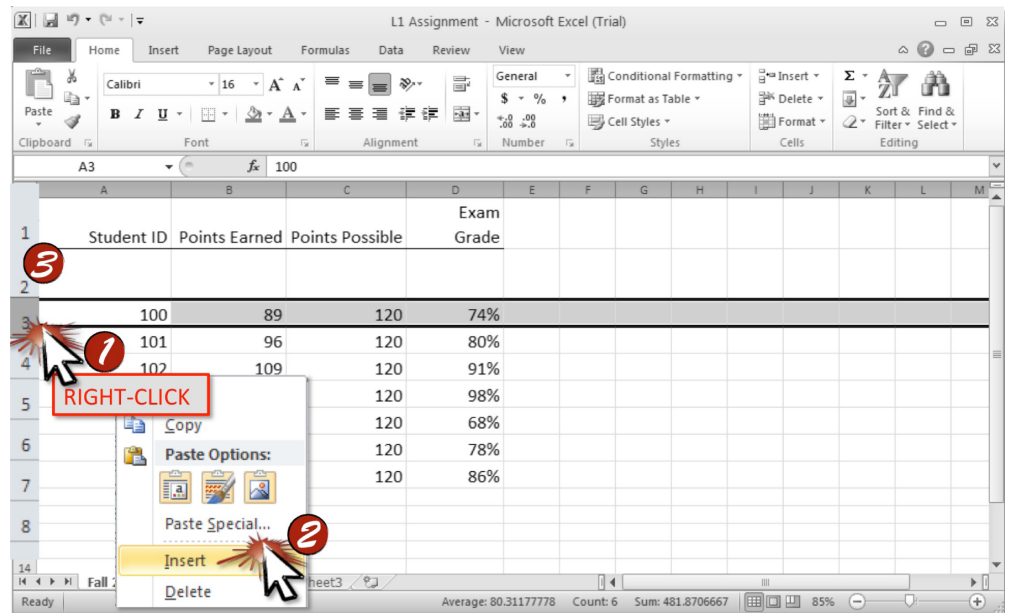 L1 Assignment - Microsoft Excel (Trial)
File Home Insert Page Layout Formulas Data Review View
Calibri 16 A A General Conditional Formatting Insert Σ
Paste B I U A $ % , Format as Table Delete Sort & Find &
Cell Styles Format Filter Select
Clipboard Font Alignment Number Styles Cells Editing
A3 fx 100
A B C D E F G H I J K L M
Exam
1 Student ID Points Earned Points Possible Grade
3
2
3 100 89 120 74%
1 101 96 120 80%
4 102 109 120 91%
RIGHT-CLICK
5 120 98%
Copy 120 68%
6 Paste Options: 120 78%
7 120 86%
8 Paste Special... 2
Insert
14
Fall heet3
Delete
Ready Average: 80.31177778 Count: 6 Sum: 481.8706667 85%